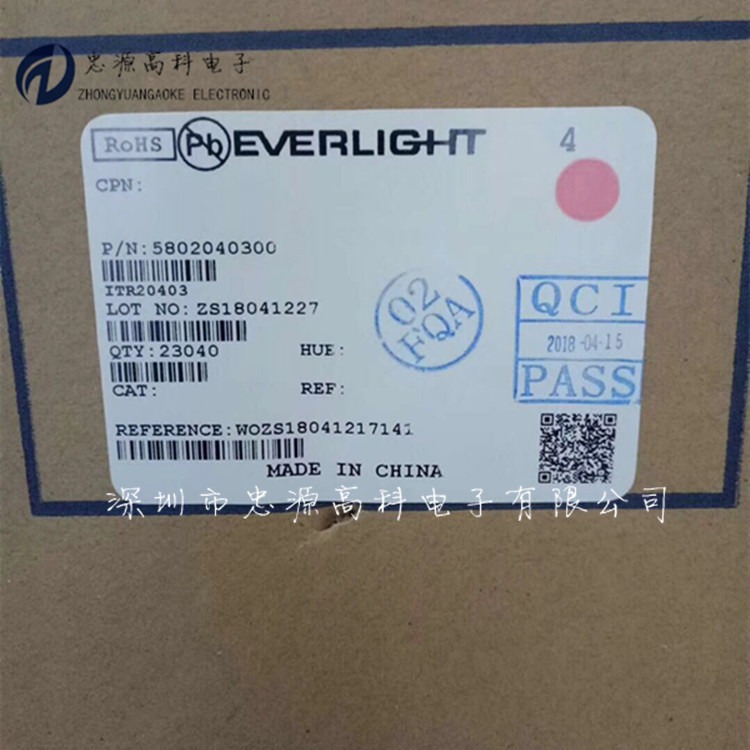 忠源高科电子
ZHONGYUANGAOKE ELECTRONIC
RoHS Pb EVERLIGHT 4
CPN:
P/N:5802040300
ITR20403
LOT NO:ZS18041227
QTY:23040 HUE:
CAT: REF:
02
FQA
QCI
2018-04-15
PASS
REFERENCE:WOZS18041217141
MADE IN CHINA
深圳市忠源高科电子有限公司